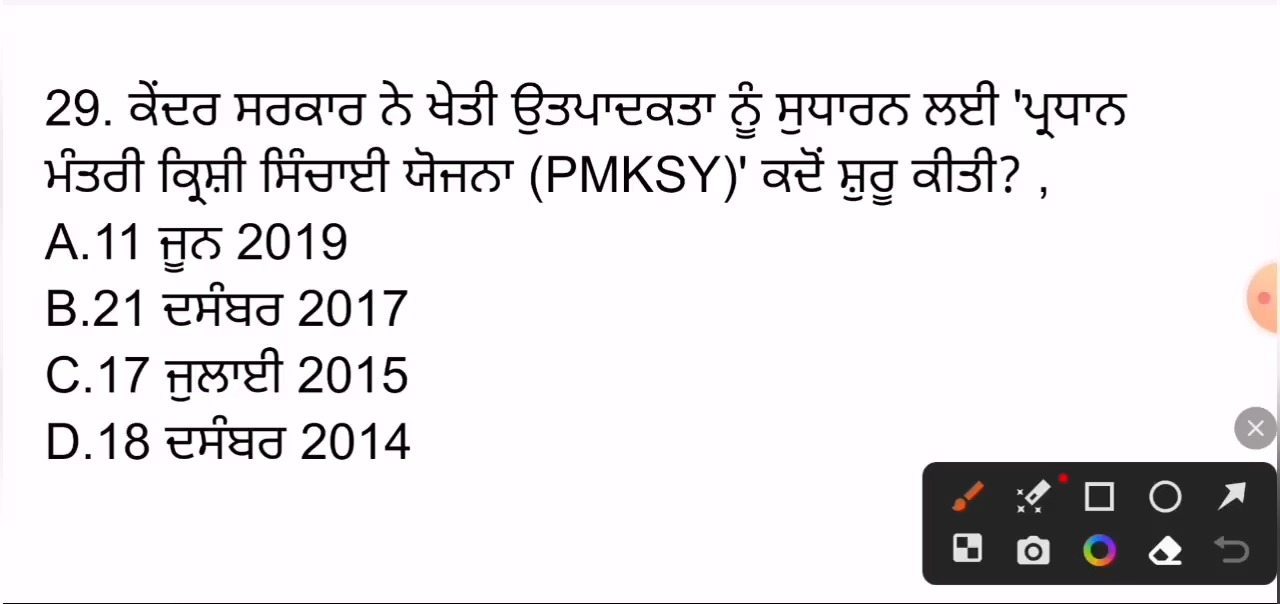 29. ਕੇਂਦਰ ਸਰਕਾਰ ਨੇ ਖੇਤੀ ਉਤਪਾਦਕਤਾ ਨੂੰ ਸੁਧਾਰਨ ਲਈ 'ਪ੍ਰਧਾਨ
ਮੰਤਰੀ ਕ੍ਰਿਸ਼ੀ ਸਿੰਚਾਈ ਯੋਜਨਾ (PMKSY)' ਕਦੋਂ ਸ਼ੁਰੂ ਕੀਤੀ? ,
A.11 ਜੂਨ 2019
B.21 ਦਸੰਬਰ 2017
C.17 ਜੁਲਾਈ 2015
D.18 ਦਸੰਬਰ 2014